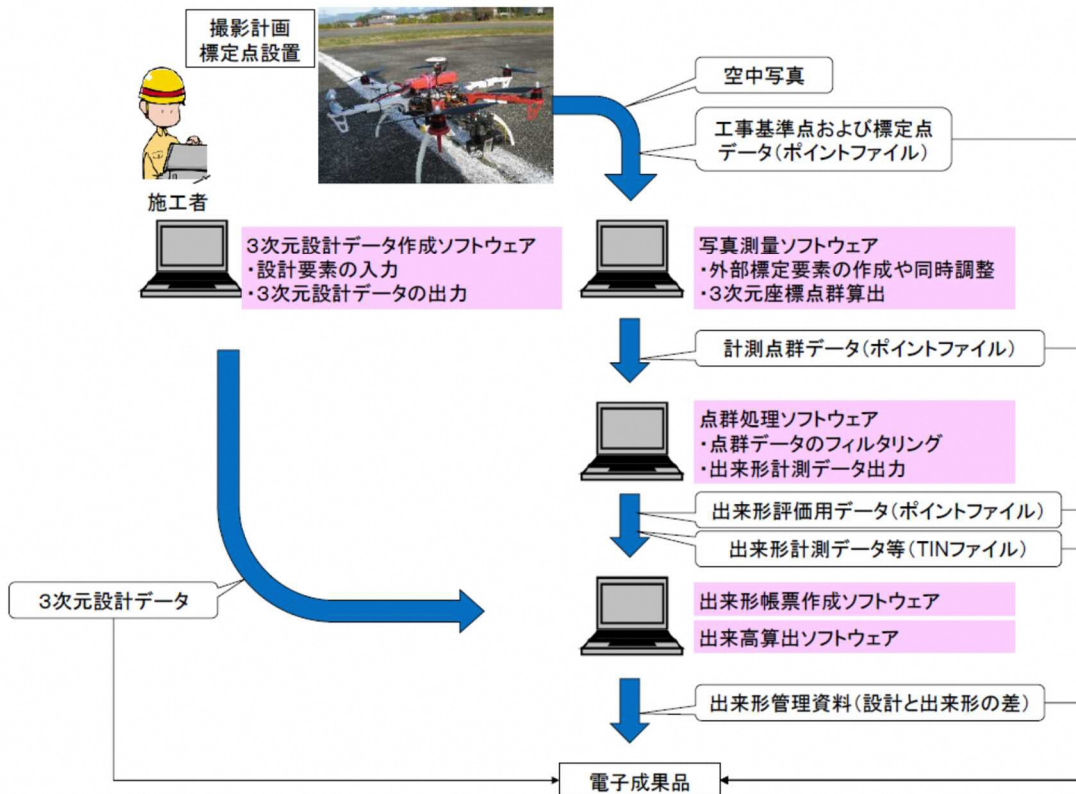 撮影計画
標定点設置
空中写真
工事基準点および標定点
データ(ポイントファイル)
施工者
3次元設計データ作成ソフトウェア
・設計要素の入力
・3次元設計データの出力
写真測量ソフトウェア
・外部標定要素の作成や同時調整
・3次元座標点群算出
計測点群データ(ポイントファイル)
点群処理ソフトウェア
・点群データのフィルタリング
・出来形計測データ出力
出来形評価用データ(ポイントファイル)
出来形計測データ等(TINファイル)
3次元設計データ
出来形帳票作成ソフトウェア
出来高算出ソフトウェア
出来形管理資料(設計と出来形の差)
電子成果品